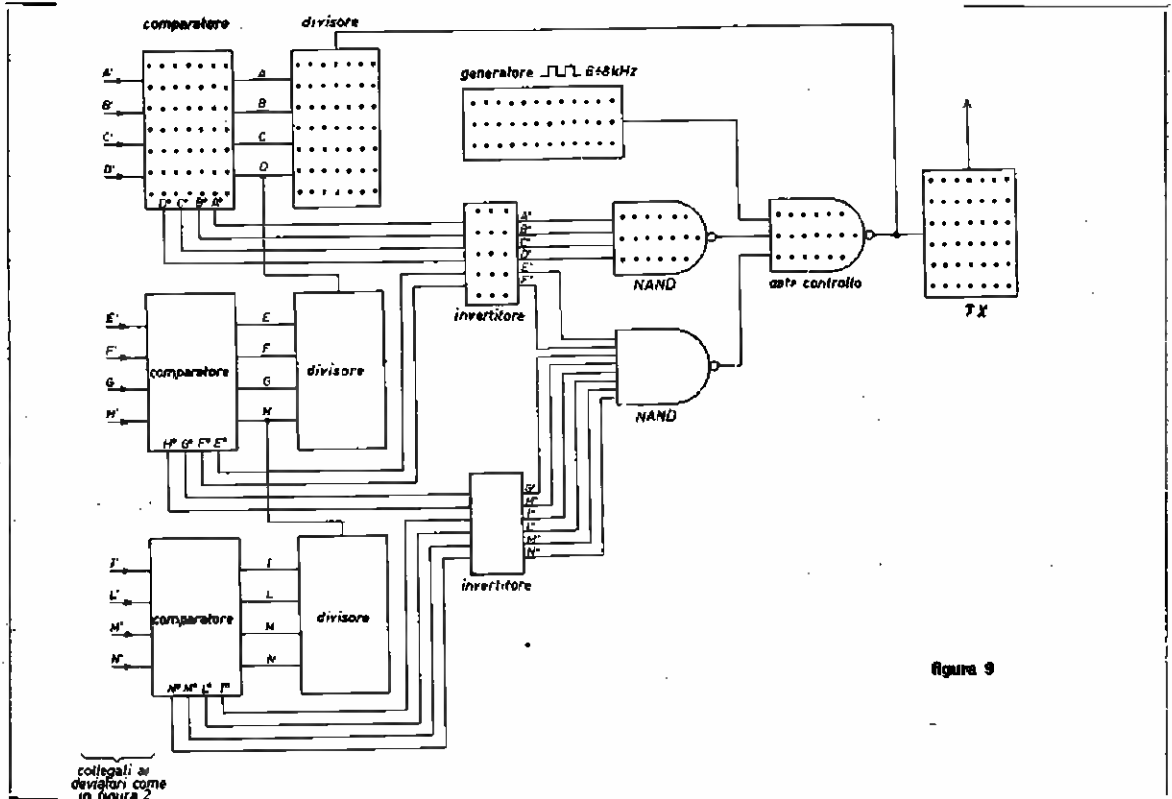 comparatore
divisore
generatore 6÷8kHz
A'
B'
C'
D'
A
B
C
D
D* C* B* A*
A"
B"
C"
D"
E"
F"
NAND
gate controllo
TX
invertitore
E'
F'
G
H'
comparatore
E
F
G
H
divisore
H* G* F* E*
NAND
G"
H"
I"
L"
M"
N"
invertitore
I'
L'
M'
N'
comparatore
I
L
M
N
divisore
N* M* L* I*
figura 9
collegati ai
deviatori come
in figura 2